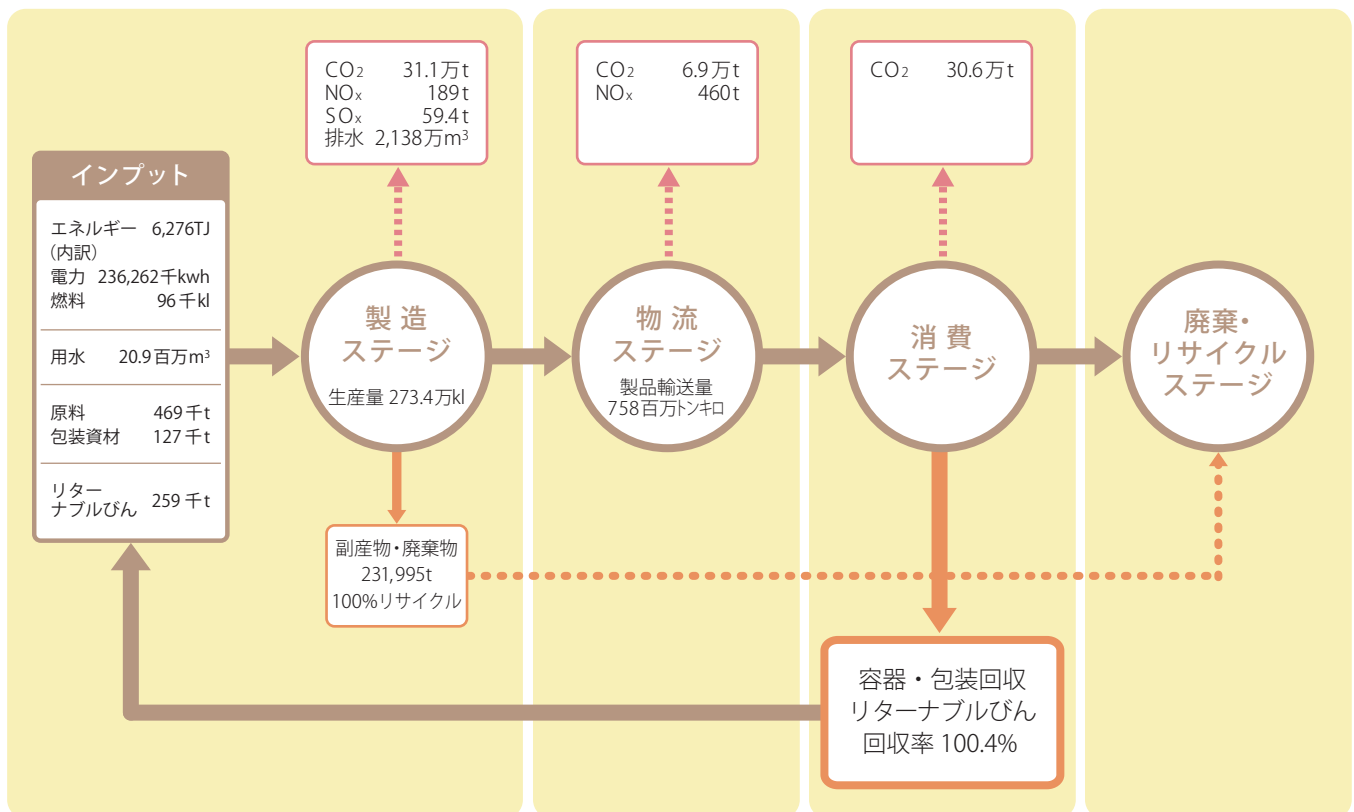 インプット
エネルギー 6,276TJ
(内訳)
電力 236,262千kwh
燃料 96千kl
用水 20.9百万m³
原料 469千t
包装資材 127千t
リター
ナブルびん 259千t
CO₂ 31.1万t
NOx 189t
SOx 59.4t
排水 2,138万m³
製造
ステージ
生産量 273.4万kl
副産物・廃棄物
231,995t
100%リサイクル
CO₂ 6.9万t
NOx 460t
物流
ステージ
製品輸送量
758百万トンキロ
CO₂ 30.6万t
消費
ステージ
容器・包装回収
リターナブルびん
回収率 100.4%
廃棄・
リサイクル
ステージ